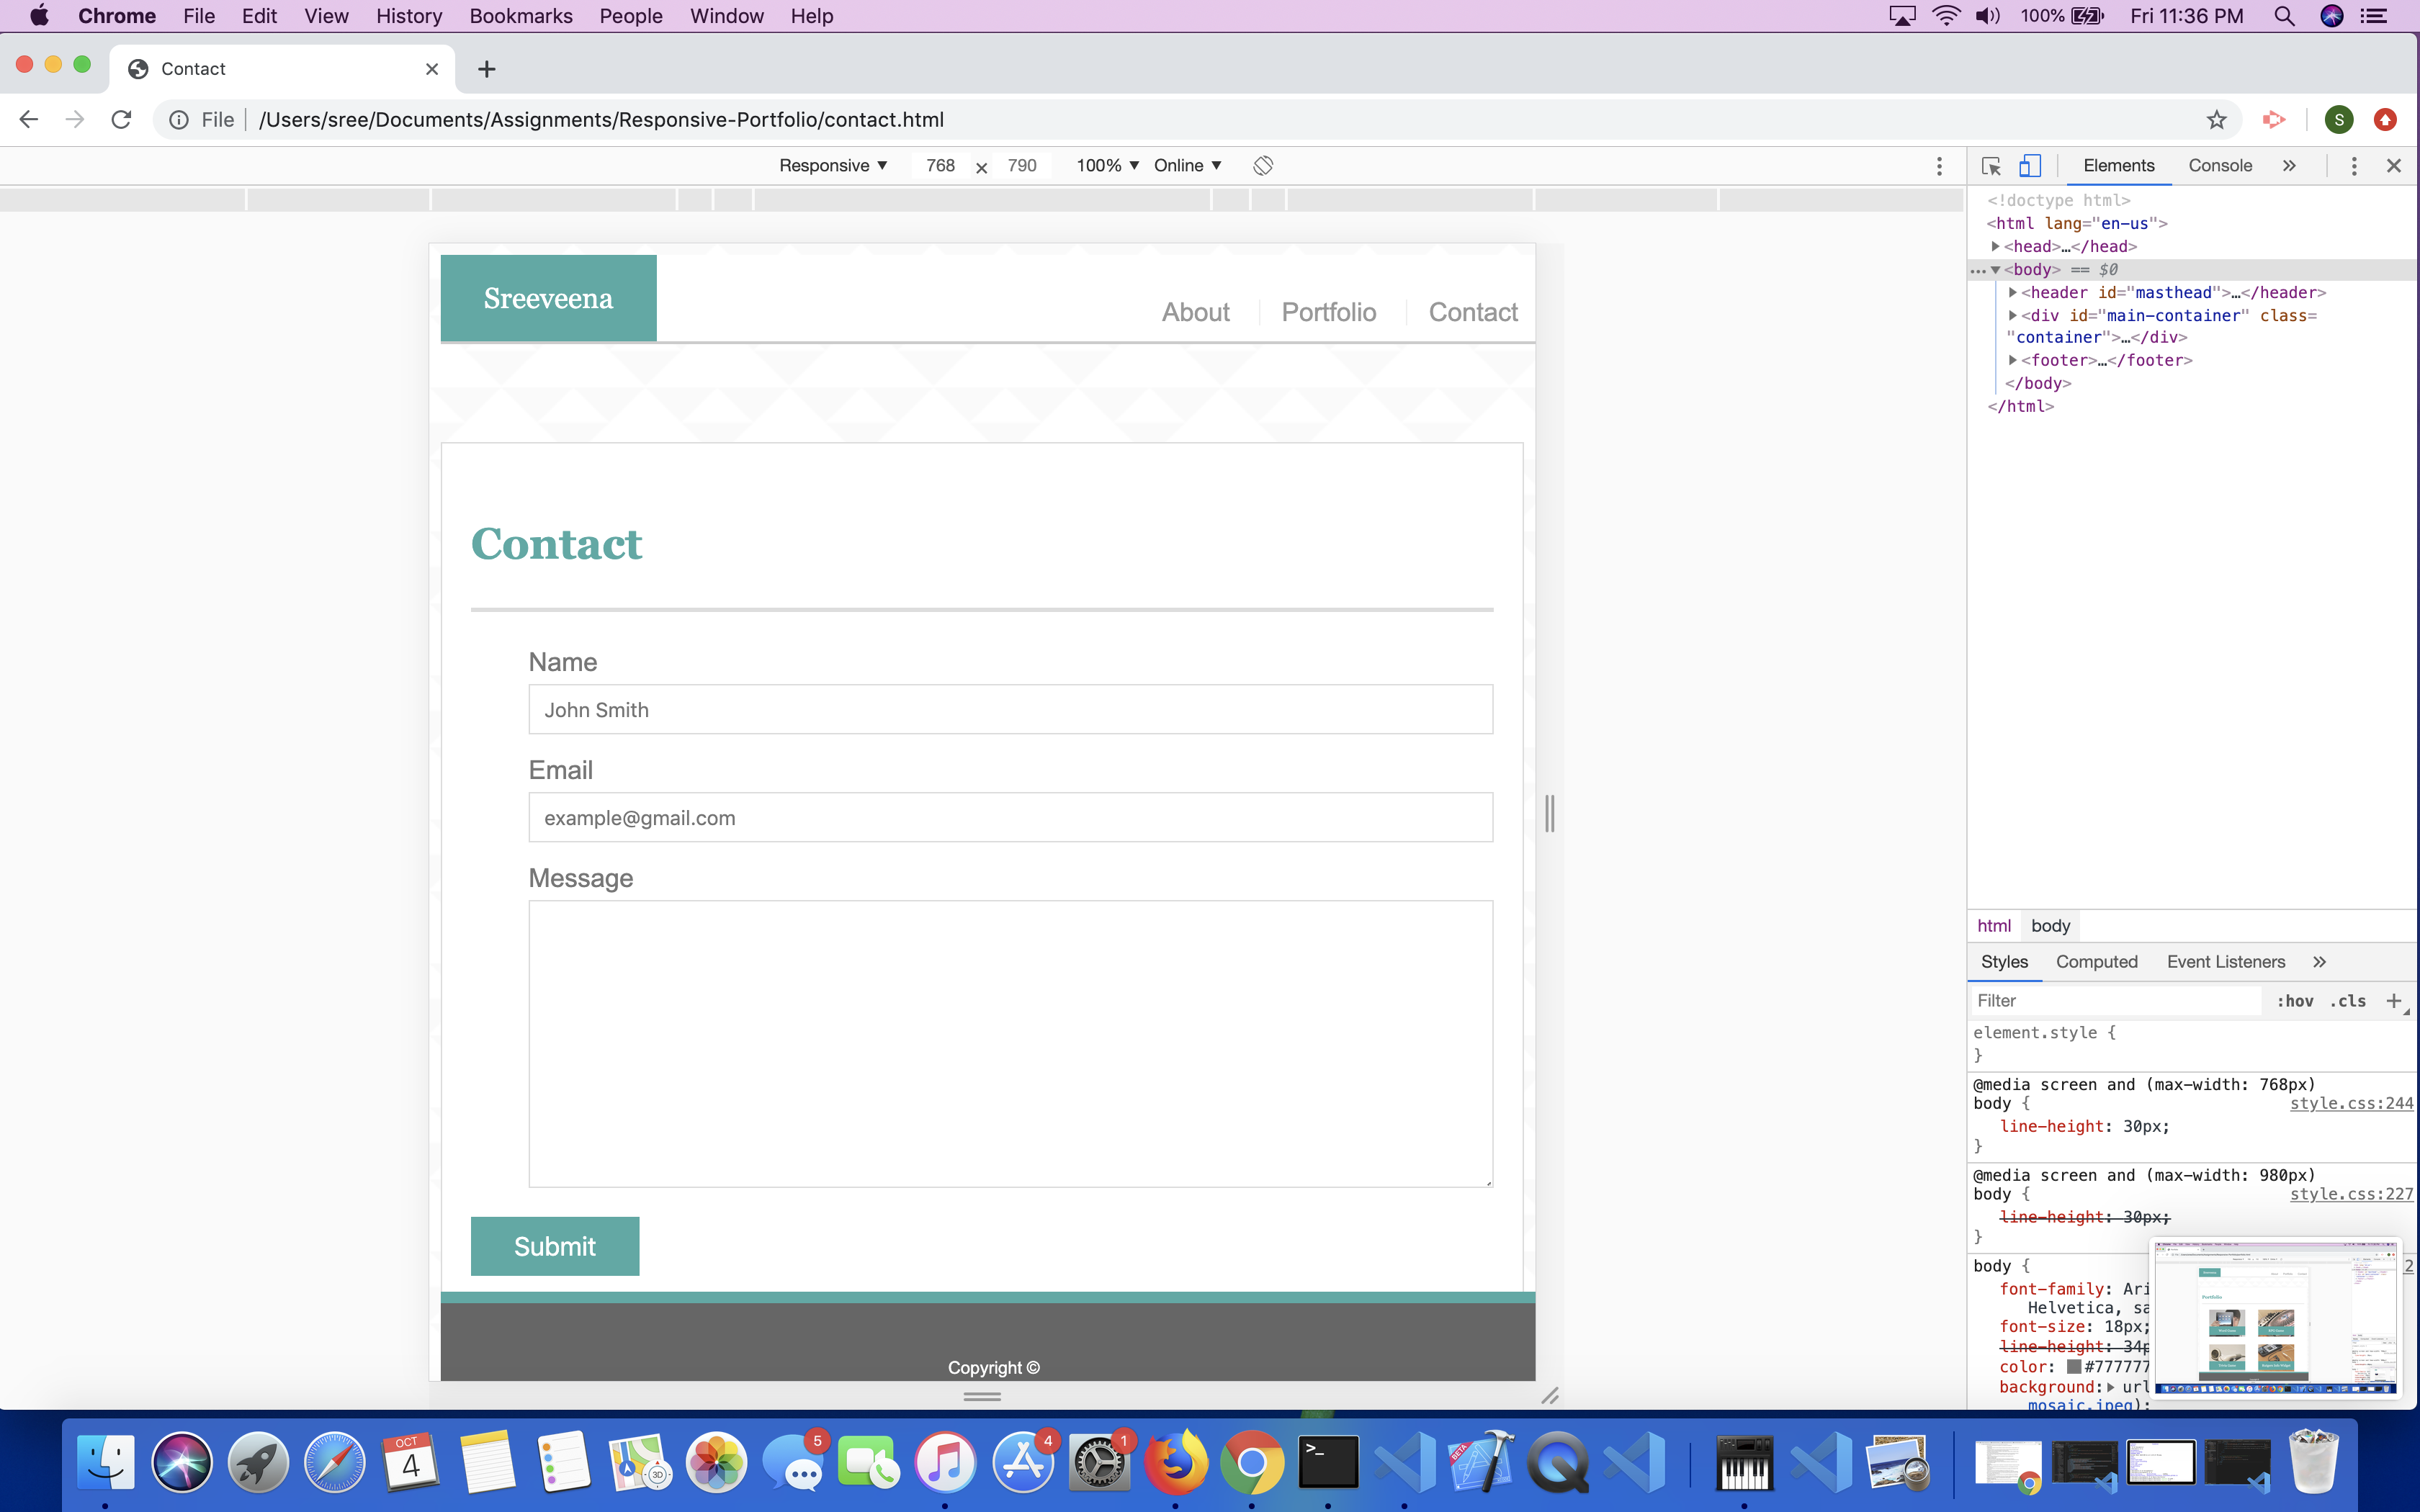 Chrome File Edit View History Bookmarks People Window Help 100% Fri 11:36 PM
Contact
File /Users/sree/Documents/Assignments/Responsive-Portfolio/contact.html S
Responsive ▼ 768 × 790 100% ▼ Online ▼
Elements Console »
<!doctype html>
<html lang="en-us">
<head>…</head>
<body> == $0
<header id="masthead">…</header>
<div id="main-container" class=
"container">…</div>
<footer>…</footer>
</body>
</html>
Sreeveena
About Portfolio Contact
Contact
Name
John Smith
Email
example@gmail.com
Message
Submit
Copyright ©
html body
Styles Computed Event Listeners »
Filter :hov .cls +
element.style {
}
@media screen and (max-width: 768px)
body { style.css:244
line-height: 30px;
}
@media screen and (max-width: 980px)
body { style.css:227
line-height: 30px;
}
body { 2
font-family: Ari
Helvetica, sa
font-size: 18px;
line-height: 34p
color: #777777
background: url
mosaic.jpeg);
Portfolio
OCT
4
3D
5
4
1
>_
BETA